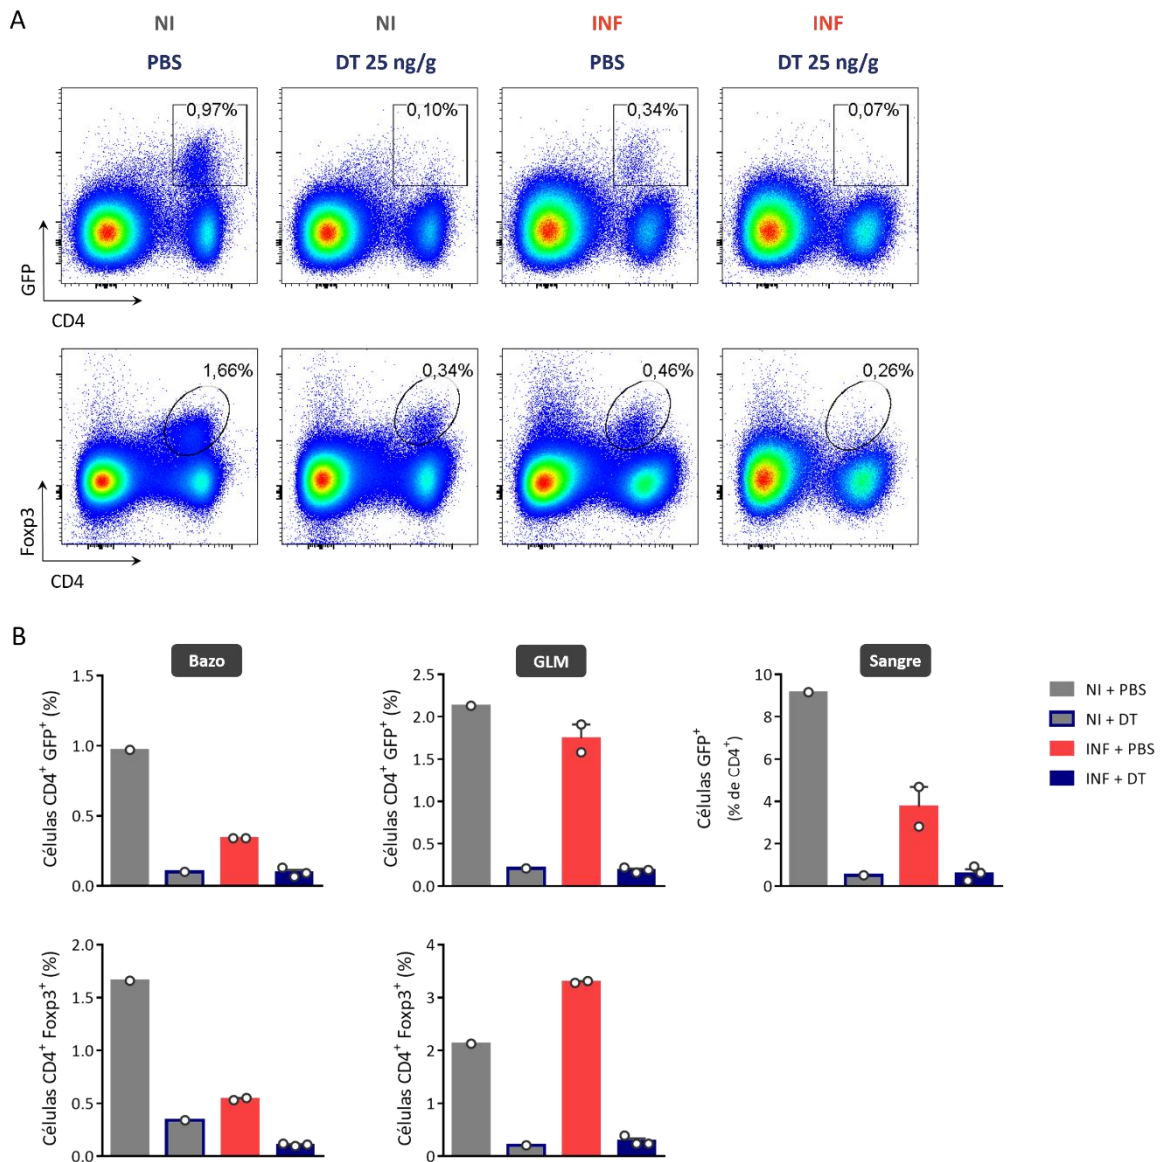 A
NI NI INF INF
PBS DT 25 ng/g PBS DT 25 ng/g
0,97% 0,10% 0,34% 0,07%
GFP
CD4
1,66% 0,34% 0,46% 0,26%
Foxp3
CD4
B
Bazo GLM Sangre
Células CD4⁺ GFP⁺ (%)
1.5
1.0
0.5
0.0
Células CD4⁺ GFP⁺ (%)
2.5
2.0
1.5
1.0
0.5
0.0
Células GFP⁺
(% de CD4⁺)
10
8
6
4
2
0
NI + PBS
NI + DT
INF + PBS
INF + DT
Células CD4⁺ Foxp3⁺ (%)
2.0
1.5
1.0
0.5
0.0
Células CD4⁺ Foxp3⁺ (%)
4
3
2
1
0